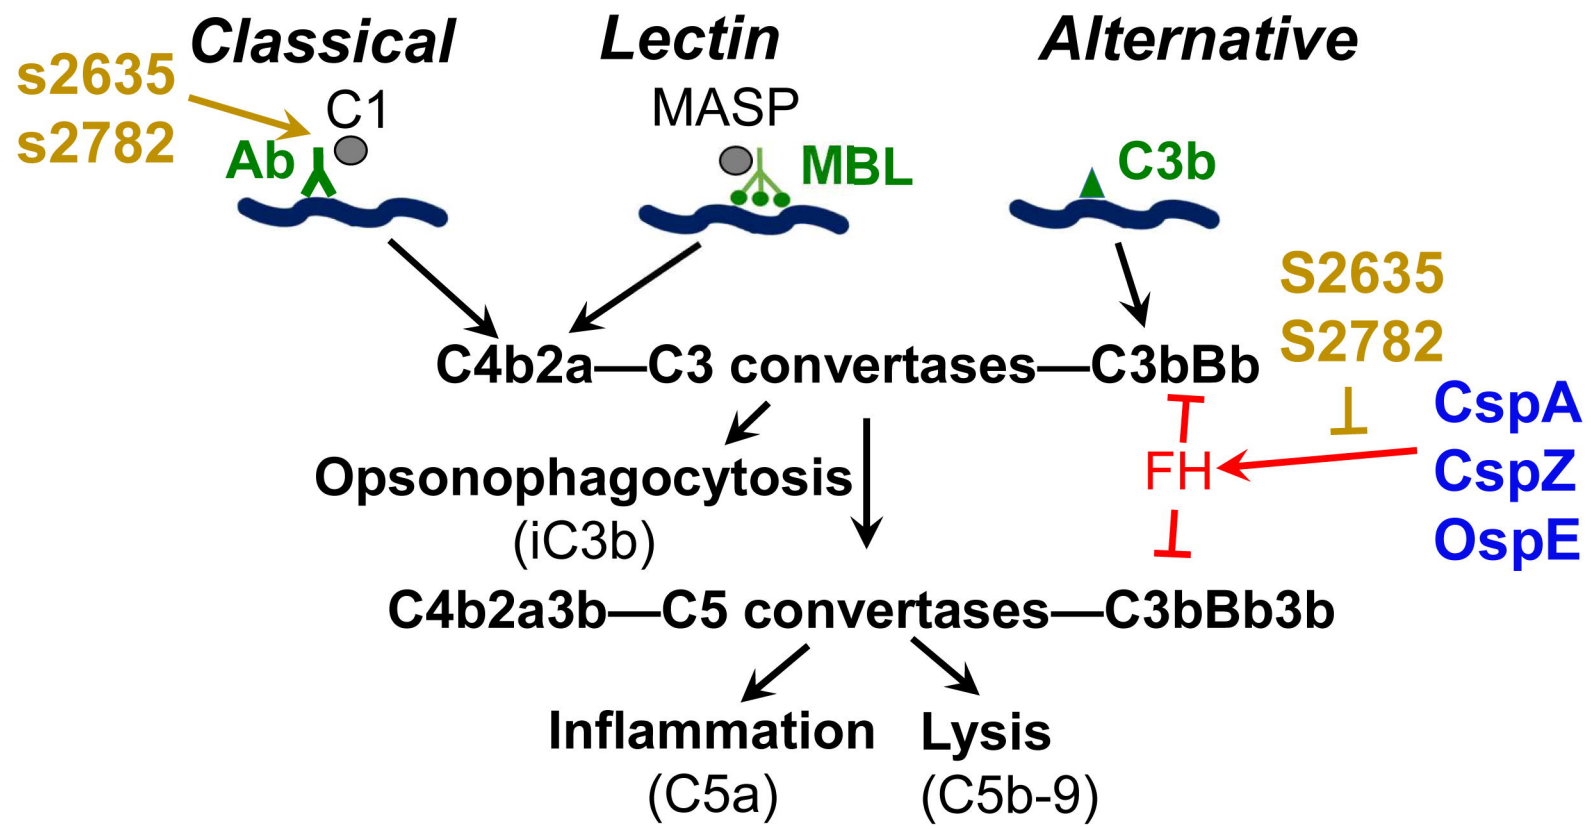 Classical
Lectin
Alternative
s2635
s2782
C1
MASP
Ab
MBL
C3b
S2635
S2782
C4b2a—C3 convertases—C3bBb
CspA
CspZ
OspE
FH
Opsonophagocytosis
(iC3b)
C4b2a3b—C5 convertases—C3bBb3b
Inflammation
(C5a)
Lysis
(C5b-9)